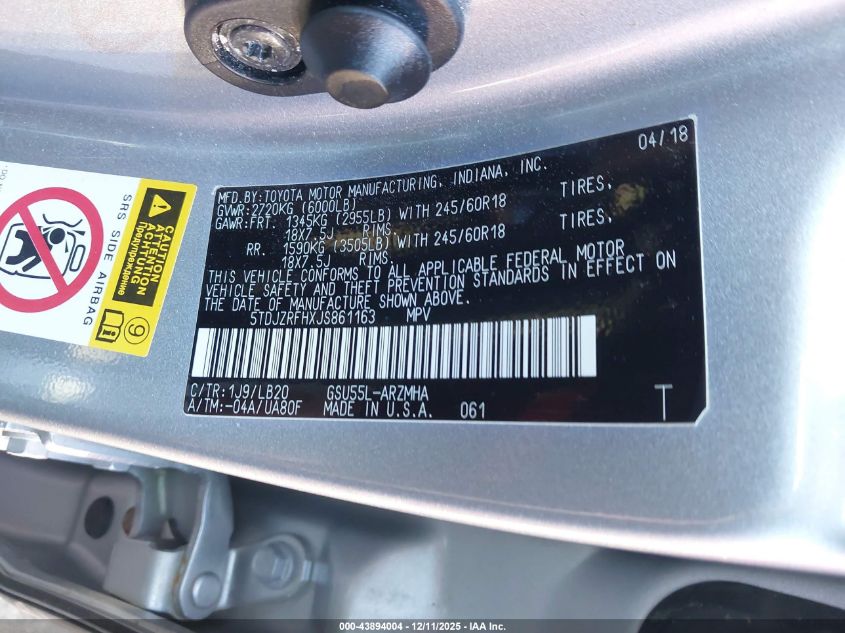 04/18
MFD.BY:TOYOTA MOTOR MANUFACTURING, INDIANA, INC.
GVWR:2720KG (6000LB)
GAWR:FRT. 1345KG (2955LB) WITH 245/60R18 TIRES,
18X7.5J RIMS.
RR. 1590KG (3505LB) WITH 245/60R18 TIRES,
18X7.5J RIMS.
THIS VEHICLE CONFORMS TO ALL APPLICABLE FEDERAL MOTOR
VEHICLE SAFETY AND THEFT PREVENTION STANDARDS IN EFFECT ON
THE DATE OF MANUFACTURE SHOWN ABOVE.
5TDJZRFHXJS861163 MPV
C/TR:1J9/LB20 GSU55L-ARZMHA
A/TM:-04A/UA80F MADE IN U.S.A. 061 T
SRS SIDE AIRBAG
CAUTION
ATTENTION
ACHTUNG
Предупреждение
9
000-43894004 - 12/11/2025 - IAA Inc.